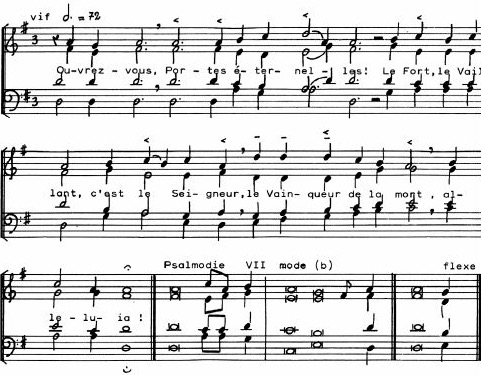 vif 𝅗𝅥. = 72
Ou-vrez - vous, Por - tes é - ter - nel - les! Le Fort, le Vail
lant, c'est le Sei - gneur, le Vain - queur de la mort, al-
Psalmodie VII mode (b) flexe
le - lu - ia !